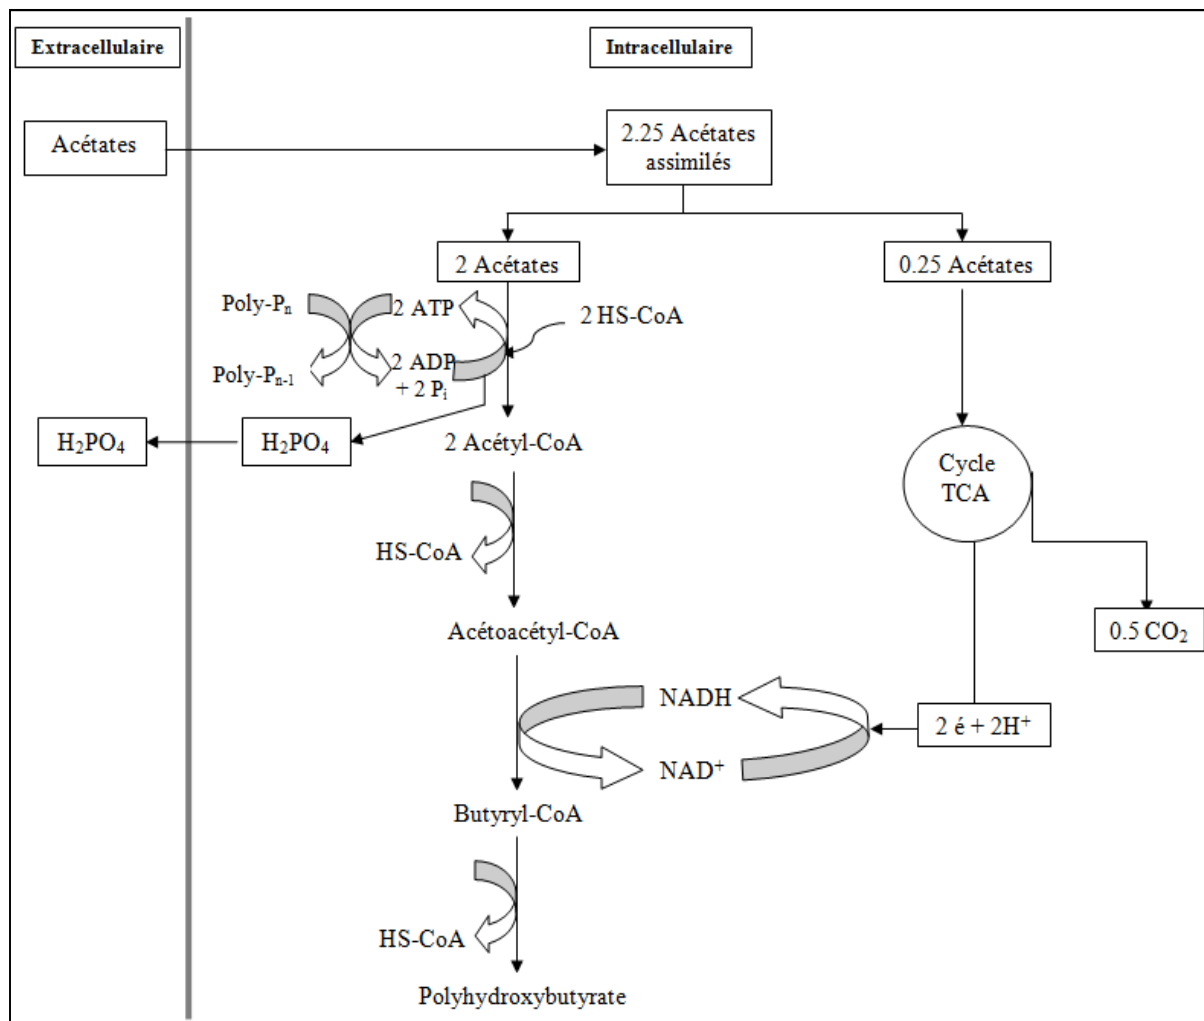 Extracellulaire
Intracellulaire
Acétates
2.25 Acétates
assimilés
2 Acétates
0.25 Acétates
Poly-Pₙ
2 ATP
2 HS-CoA
Poly-Pₙ₋₁
2 ADP
+ 2 Pᵢ
H₂PO₄
H₂PO₄
2 Acétyl-CoA
Cycle
TCA
HS-CoA
Acétoacétyl-CoA
0.5 CO₂
NADH
2 é + 2H⁺
NAD⁺
Butyryl-CoA
HS-CoA
Polyhydroxybutyrate